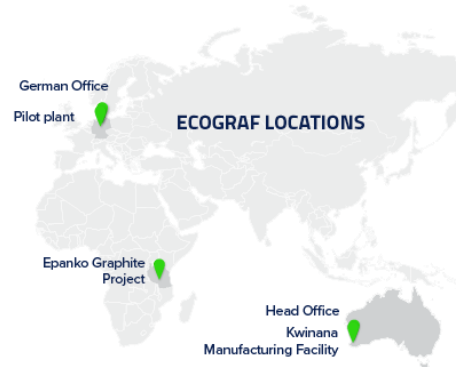 German Office
Pilot plant
ECOGRAF LOCATIONS
Epanko Graphite
Project
Head Office
Kwinana
Manufacturing Facility